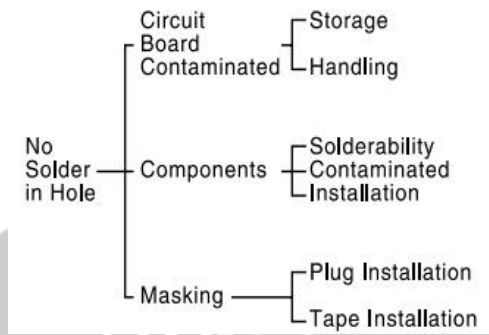 Circuit
Board
Contaminated
Storage
Handling
No
Solder
in Hole
Components
Solderability
Contaminated
Installation
Masking
Plug Installation
Tape Installation